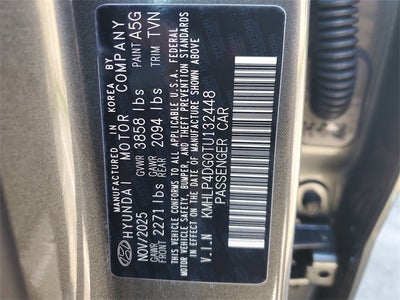 MANUFACTURED IN KOREA BY
HYUNDAI MOTOR COMPANY
NOV/2025 GVWR 3858 lbs PAINT A5G
GAWR FRONT 2271 lbs GAWR REAR 2094 lbs TRIM TVN
THIS VEHICLE CONFORMS TO ALL APPLICABLE U.S.A. FEDERAL
MOTOR VEHICLE SAFETY, BUMPER, AND THEFT PREVENTION STANDARDS
IN EFFECT ON THE DATE OF MANUFACTURE SHOWN ABOVE.
V.I.N KMHLP4DG0TU132448
PASSENGER CAR